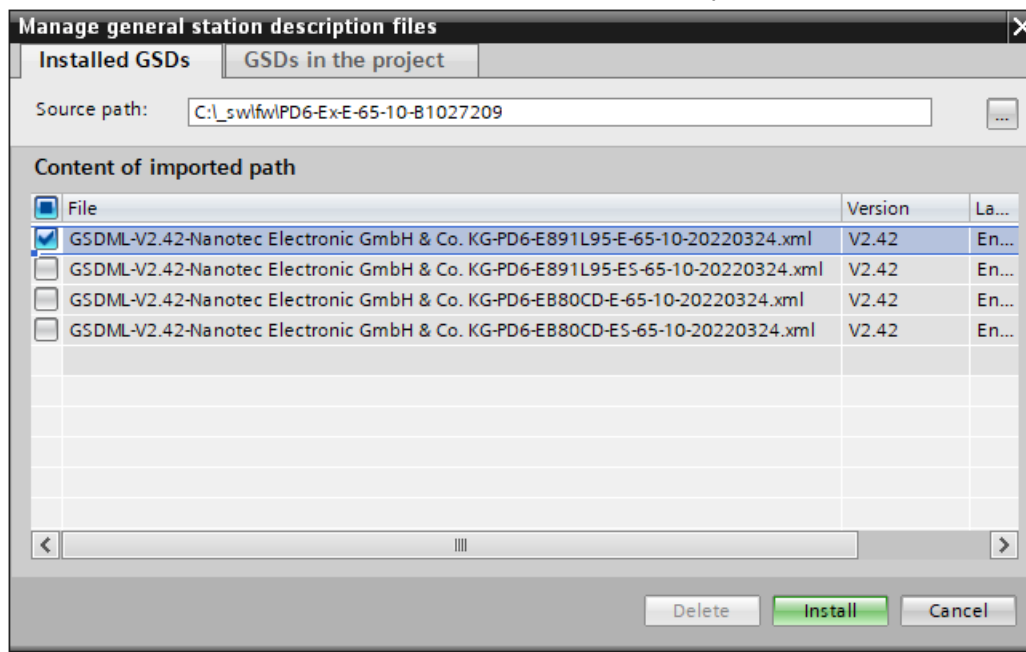 Manage general station description files
Installed GSDs GSDs in the project
Source path: C:\_sw\fw\PD6-Ex-E-65-10-B1027209 ...
Content of imported path
File Version La...
GSDML-V2.42-Nanotec Electronic GmbH & Co. KG-PD6-E891L95-E-65-10-20220324.xml V2.42 En...
GSDML-V2.42-Nanotec Electronic GmbH & Co. KG-PD6-E891L95-ES-65-10-20220324.xml V2.42 En...
GSDML-V2.42-Nanotec Electronic GmbH & Co. KG-PD6-EB80CD-E-65-10-20220324.xml V2.42 En...
GSDML-V2.42-Nanotec Electronic GmbH & Co. KG-PD6-EB80CD-ES-65-10-20220324.xml V2.42 En...
Delete Install Cancel